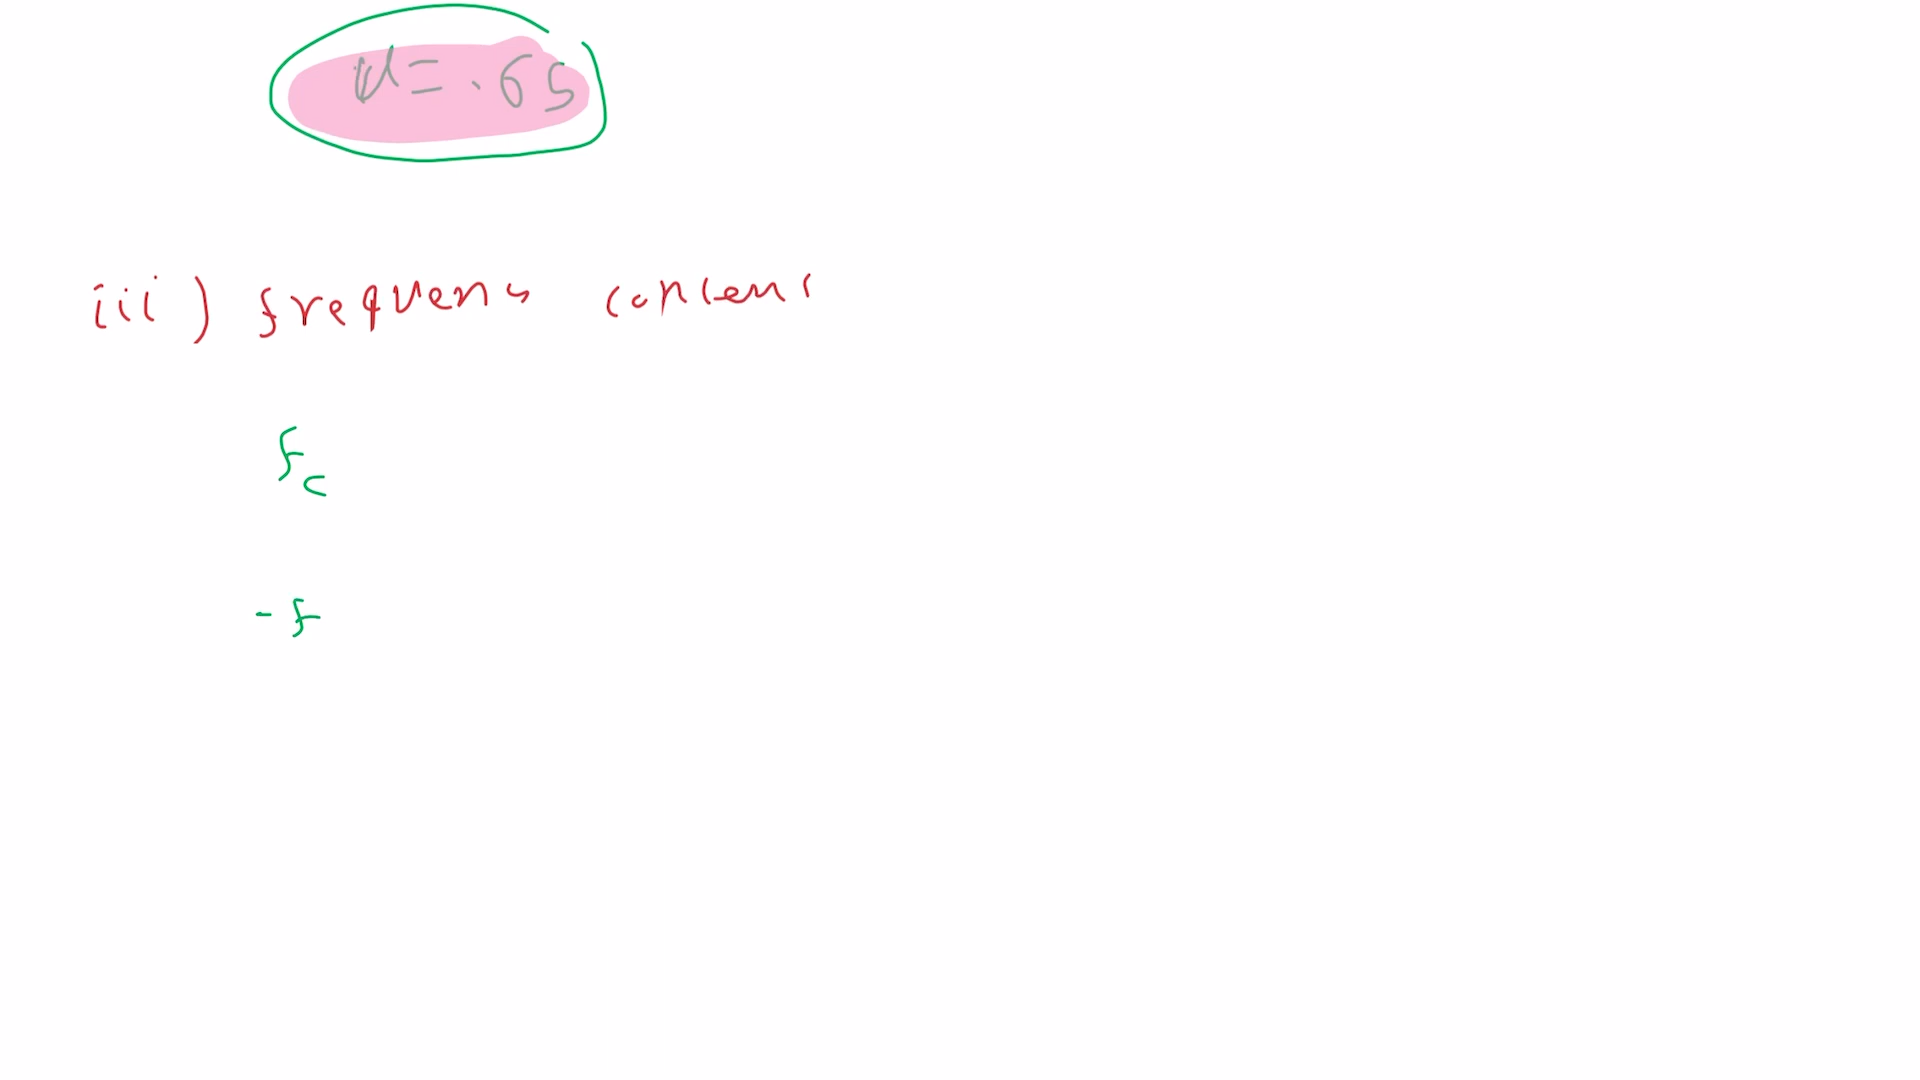 u = .65
iii) frequency content
fc
- f